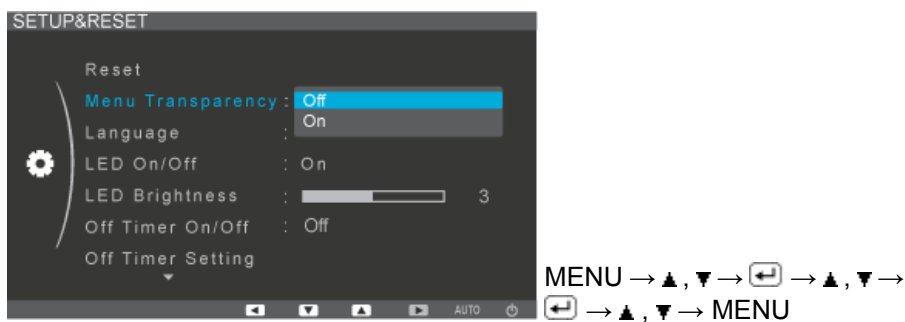 SETUP&RESET
Reset
Menu Transparency : Off
On
Language :
LED On/Off : On
LED Brightness : 3
Off Timer On/Off : Off
Off Timer Setting
AUTO
MENU → ▲ , ▼ → ↵ → ▲ , ▼ →
↵ → ▲ , ▼ → MENU